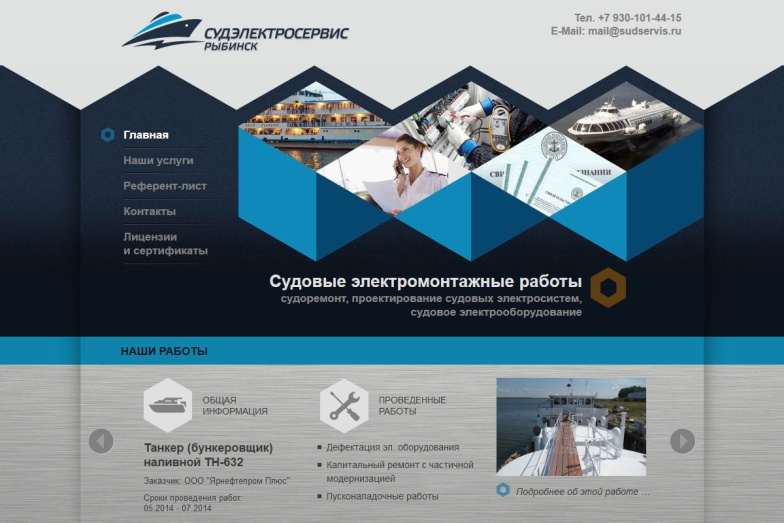 СУДЭЛЕКТРОСЕРВИС
РЫБИНСК
Тел. +7 930-101-44-15
E-Mail: mail@sudservis.ru
Главная
Наши услуги
Референт-лист
Контакты
Лицензии
и сертификаты
Судовые электромонтажные работы
судоремонт, проектирование судовых электросистем,
судовое электрооборудование
НАШИ РАБОТЫ
ОБЩАЯ
ИНФОРМАЦИЯ
Танкер (бункеровщик)
наливной ТН-632
Заказчик: ООО "Ярнефтепром Плюс"
Сроки проведения работ:
05.2014 - 07.2014
ПРОВЕДЕННЫЕ
РАБОТЫ
Дефектация эл. оборудования
Капитальный ремонт с частичной
модернизацией
Пусконаладочные работы
Подробнее об этой работе ...